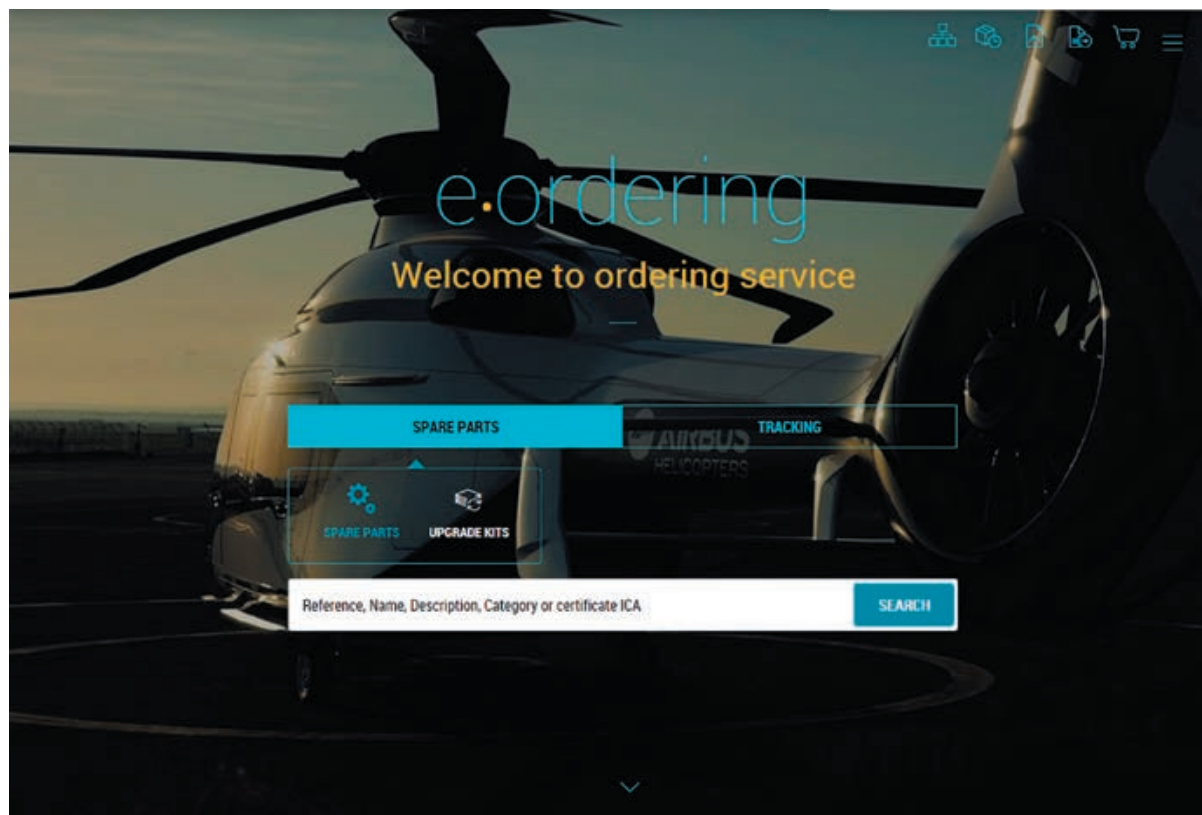 e·ordering
Welcome to ordering service
SPARE PARTS
TRACKING
AIRBUS
HELICOPTERS
SPARE PARTS
UPGRADE KITS
Reference, Name, Description, Category or certificate ICA
SEARCH